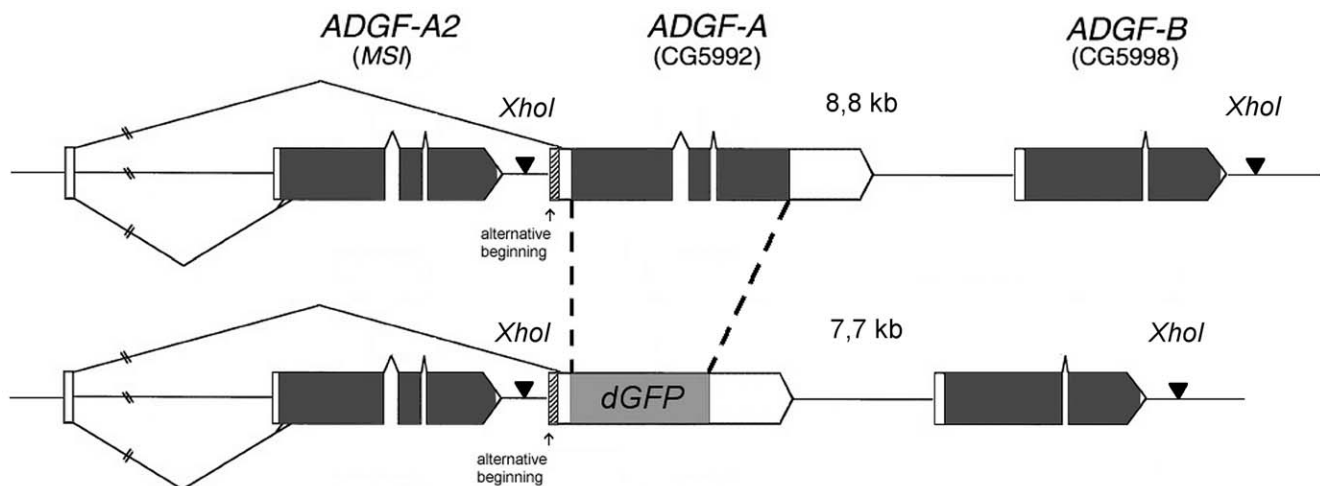 ADGF-A2
(MSI)
ADGF-A
(CG5992)
ADGF-B
(CG5998)
XhoI
8,8 kb
XhoI
alternative
beginning
XhoI
7,7 kb
XhoI
dGFP
alternative
beginning